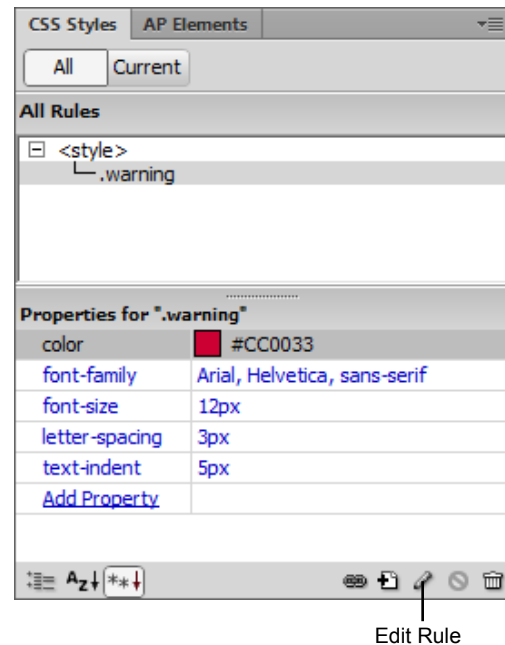 CSS Styles AP Elements
All Current
All Rules
<style>
.warning
Properties for ".warning"
color #CC0033
font-family Arial, Helvetica, sans-serif
font-size 12px
letter-spacing 3px
text-indent 5px
Add Property
Az↓ **↓
Edit Rule